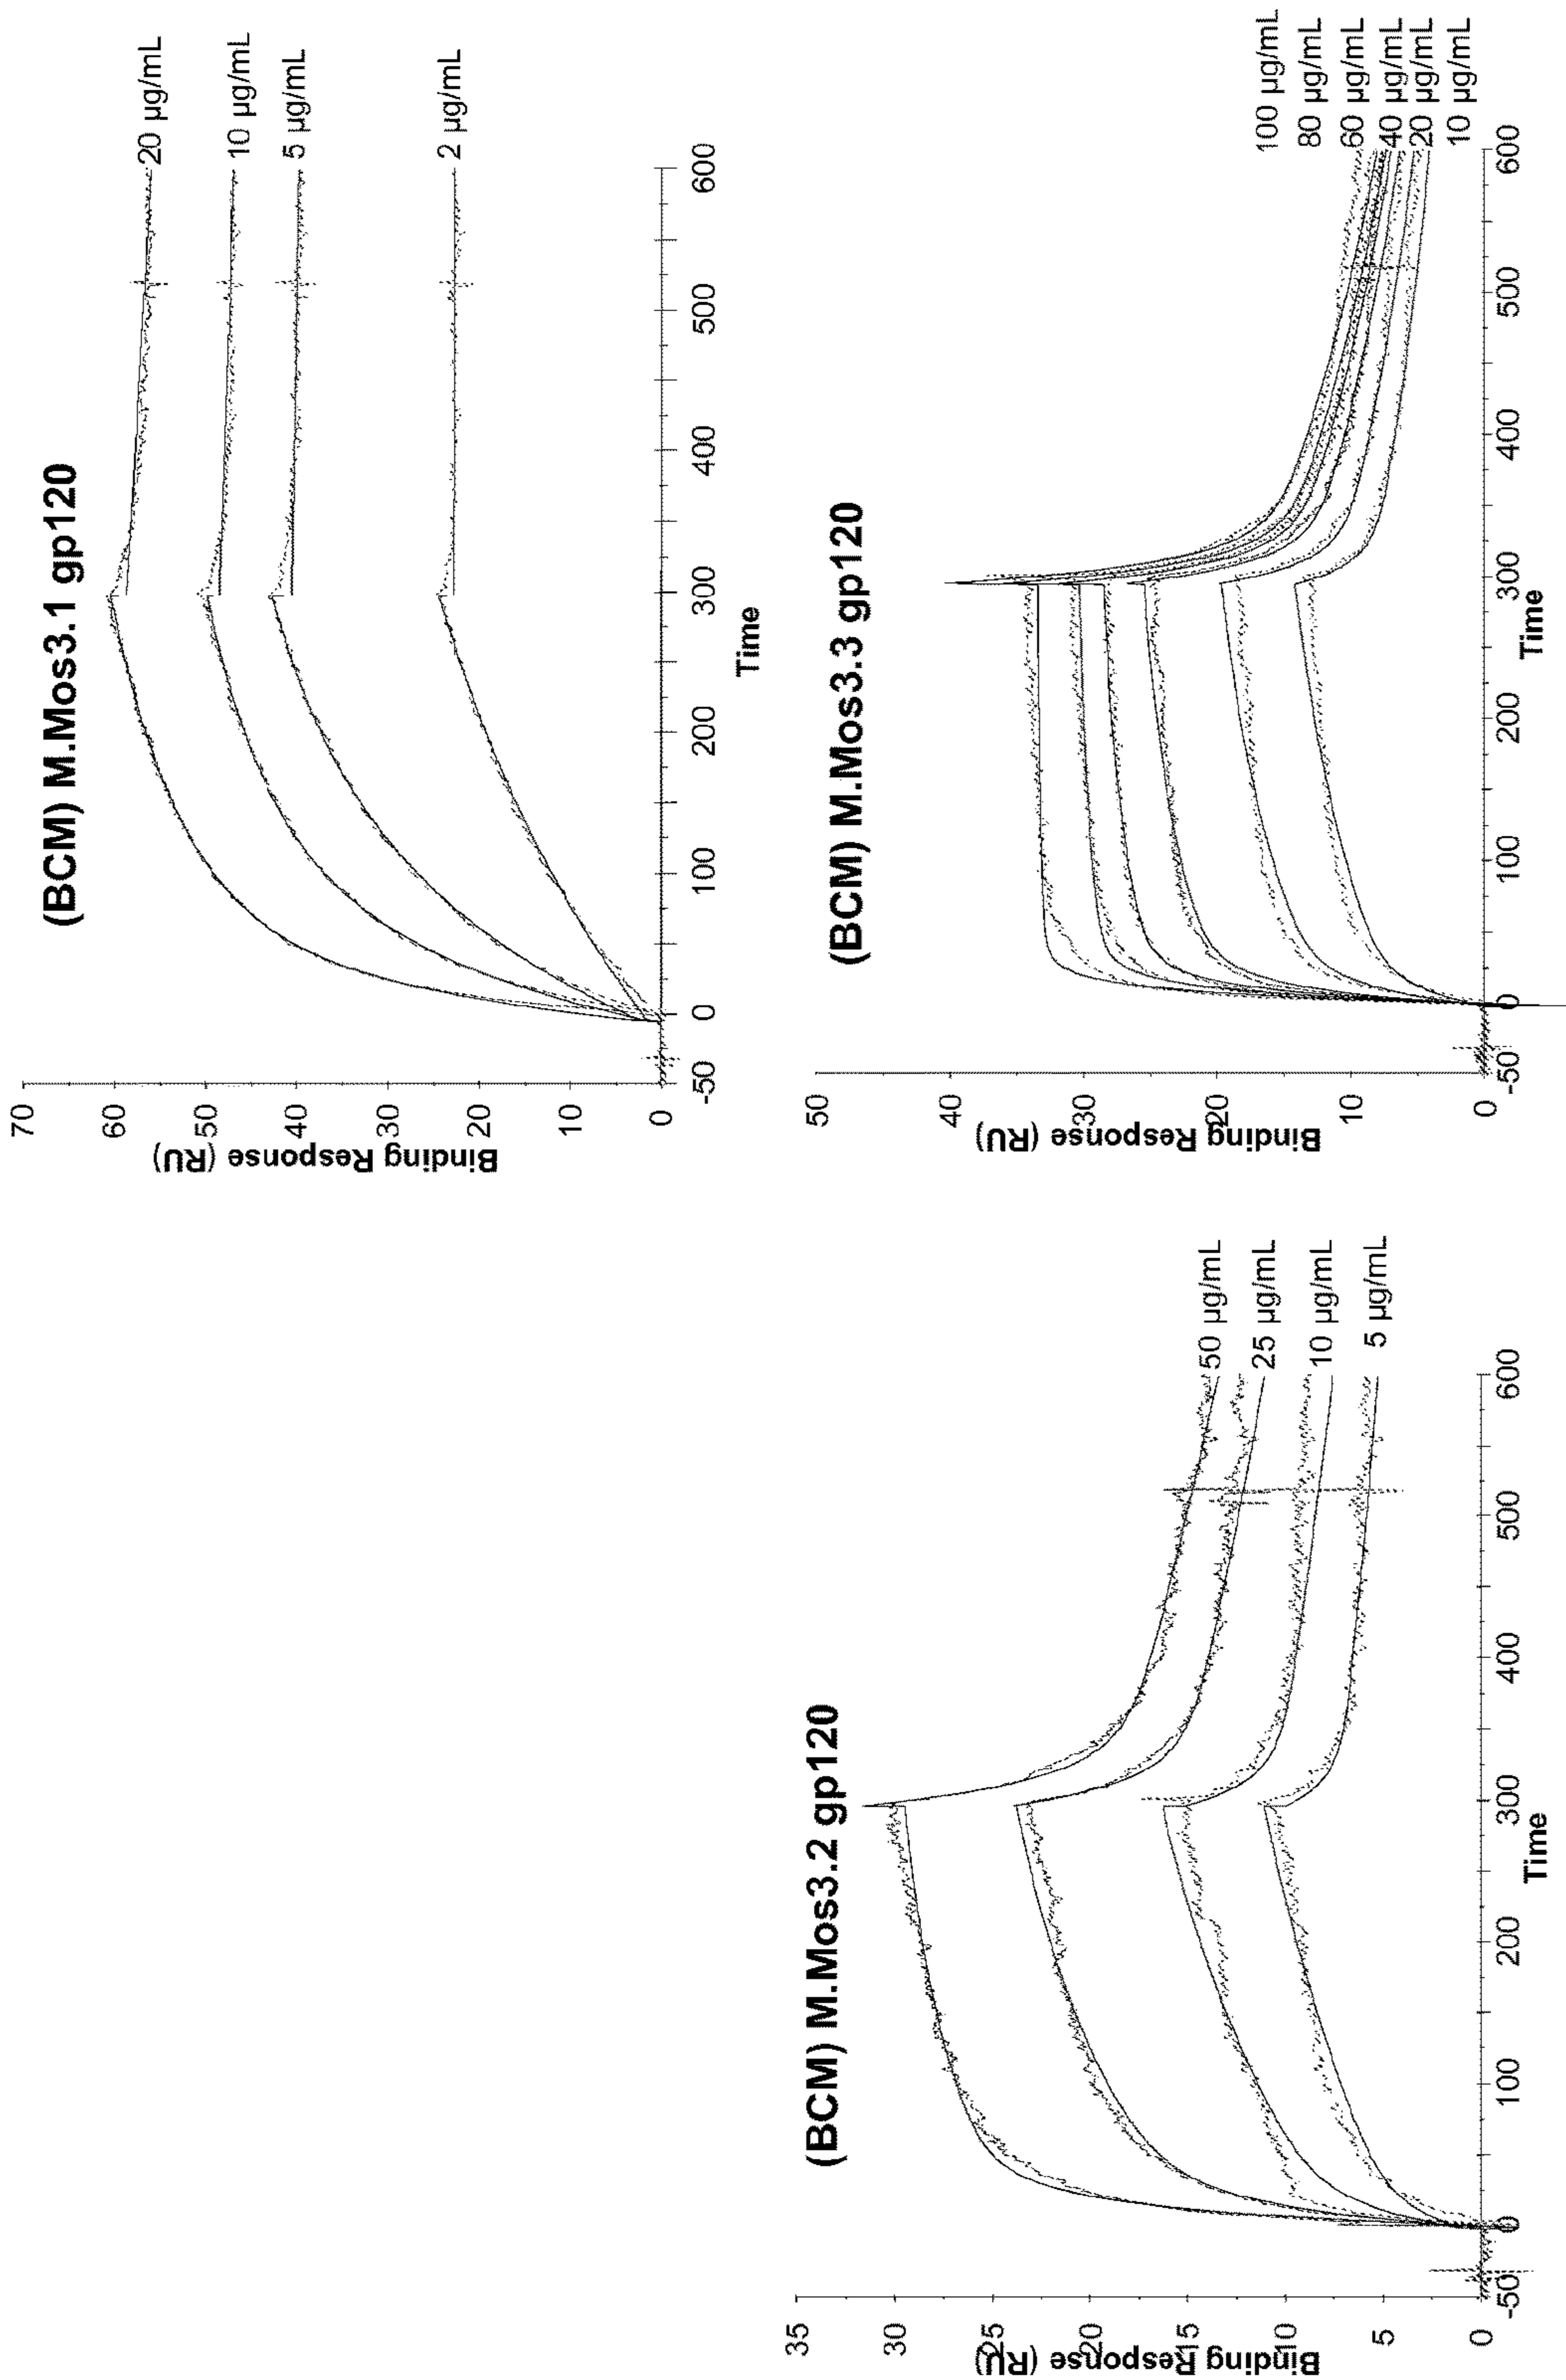 (BCM) M.Mos3.1 gp120
Binding Response (RU)
70
60
50
40
30
20
10
0
-50
0
100
200
300
400
500
600
Time
20 µg/mL
10 µg/mL
5 µg/mL
2 µg/mL
(BCM) M.Mos3.2 gp120
Binding Response (RU)
35
30
25
20
15
10
5
0
-50
0
100
200
300
400
500
600
Time
50 µg/mL
25 µg/mL
10 µg/mL
5 µg/mL
(BCM) M.Mos3.3 gp120
Binding Response (RU)
50
40
30
20
10
0
-50
0
100
200
300
400
500
600
Time
100 µg/mL
80 µg/mL
60 µg/mL
40 µg/mL
20 µg/mL
10 µg/mL